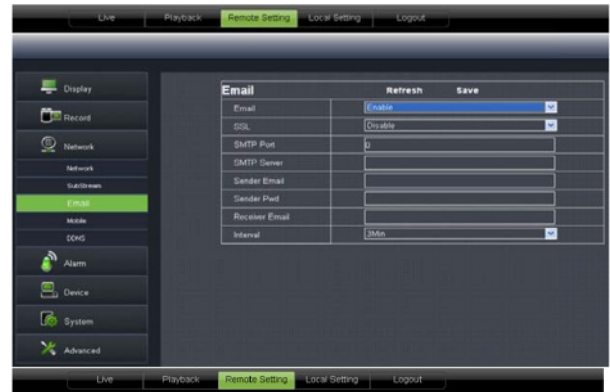 Live Playback Remote Setting Local Setting Logout
Display
Record
Network
Network
SubStream
Email
Mobile
DDNS
Alarm
Device
System
Advanced
Email Refresh Save
Email Enable
SSL Disable
SMTP Port 0
SMTP Server
Sender Email
Sender Pwd
Receiver Email
Interval 3Min
Live Playback Remote Setting Local Setting Logout